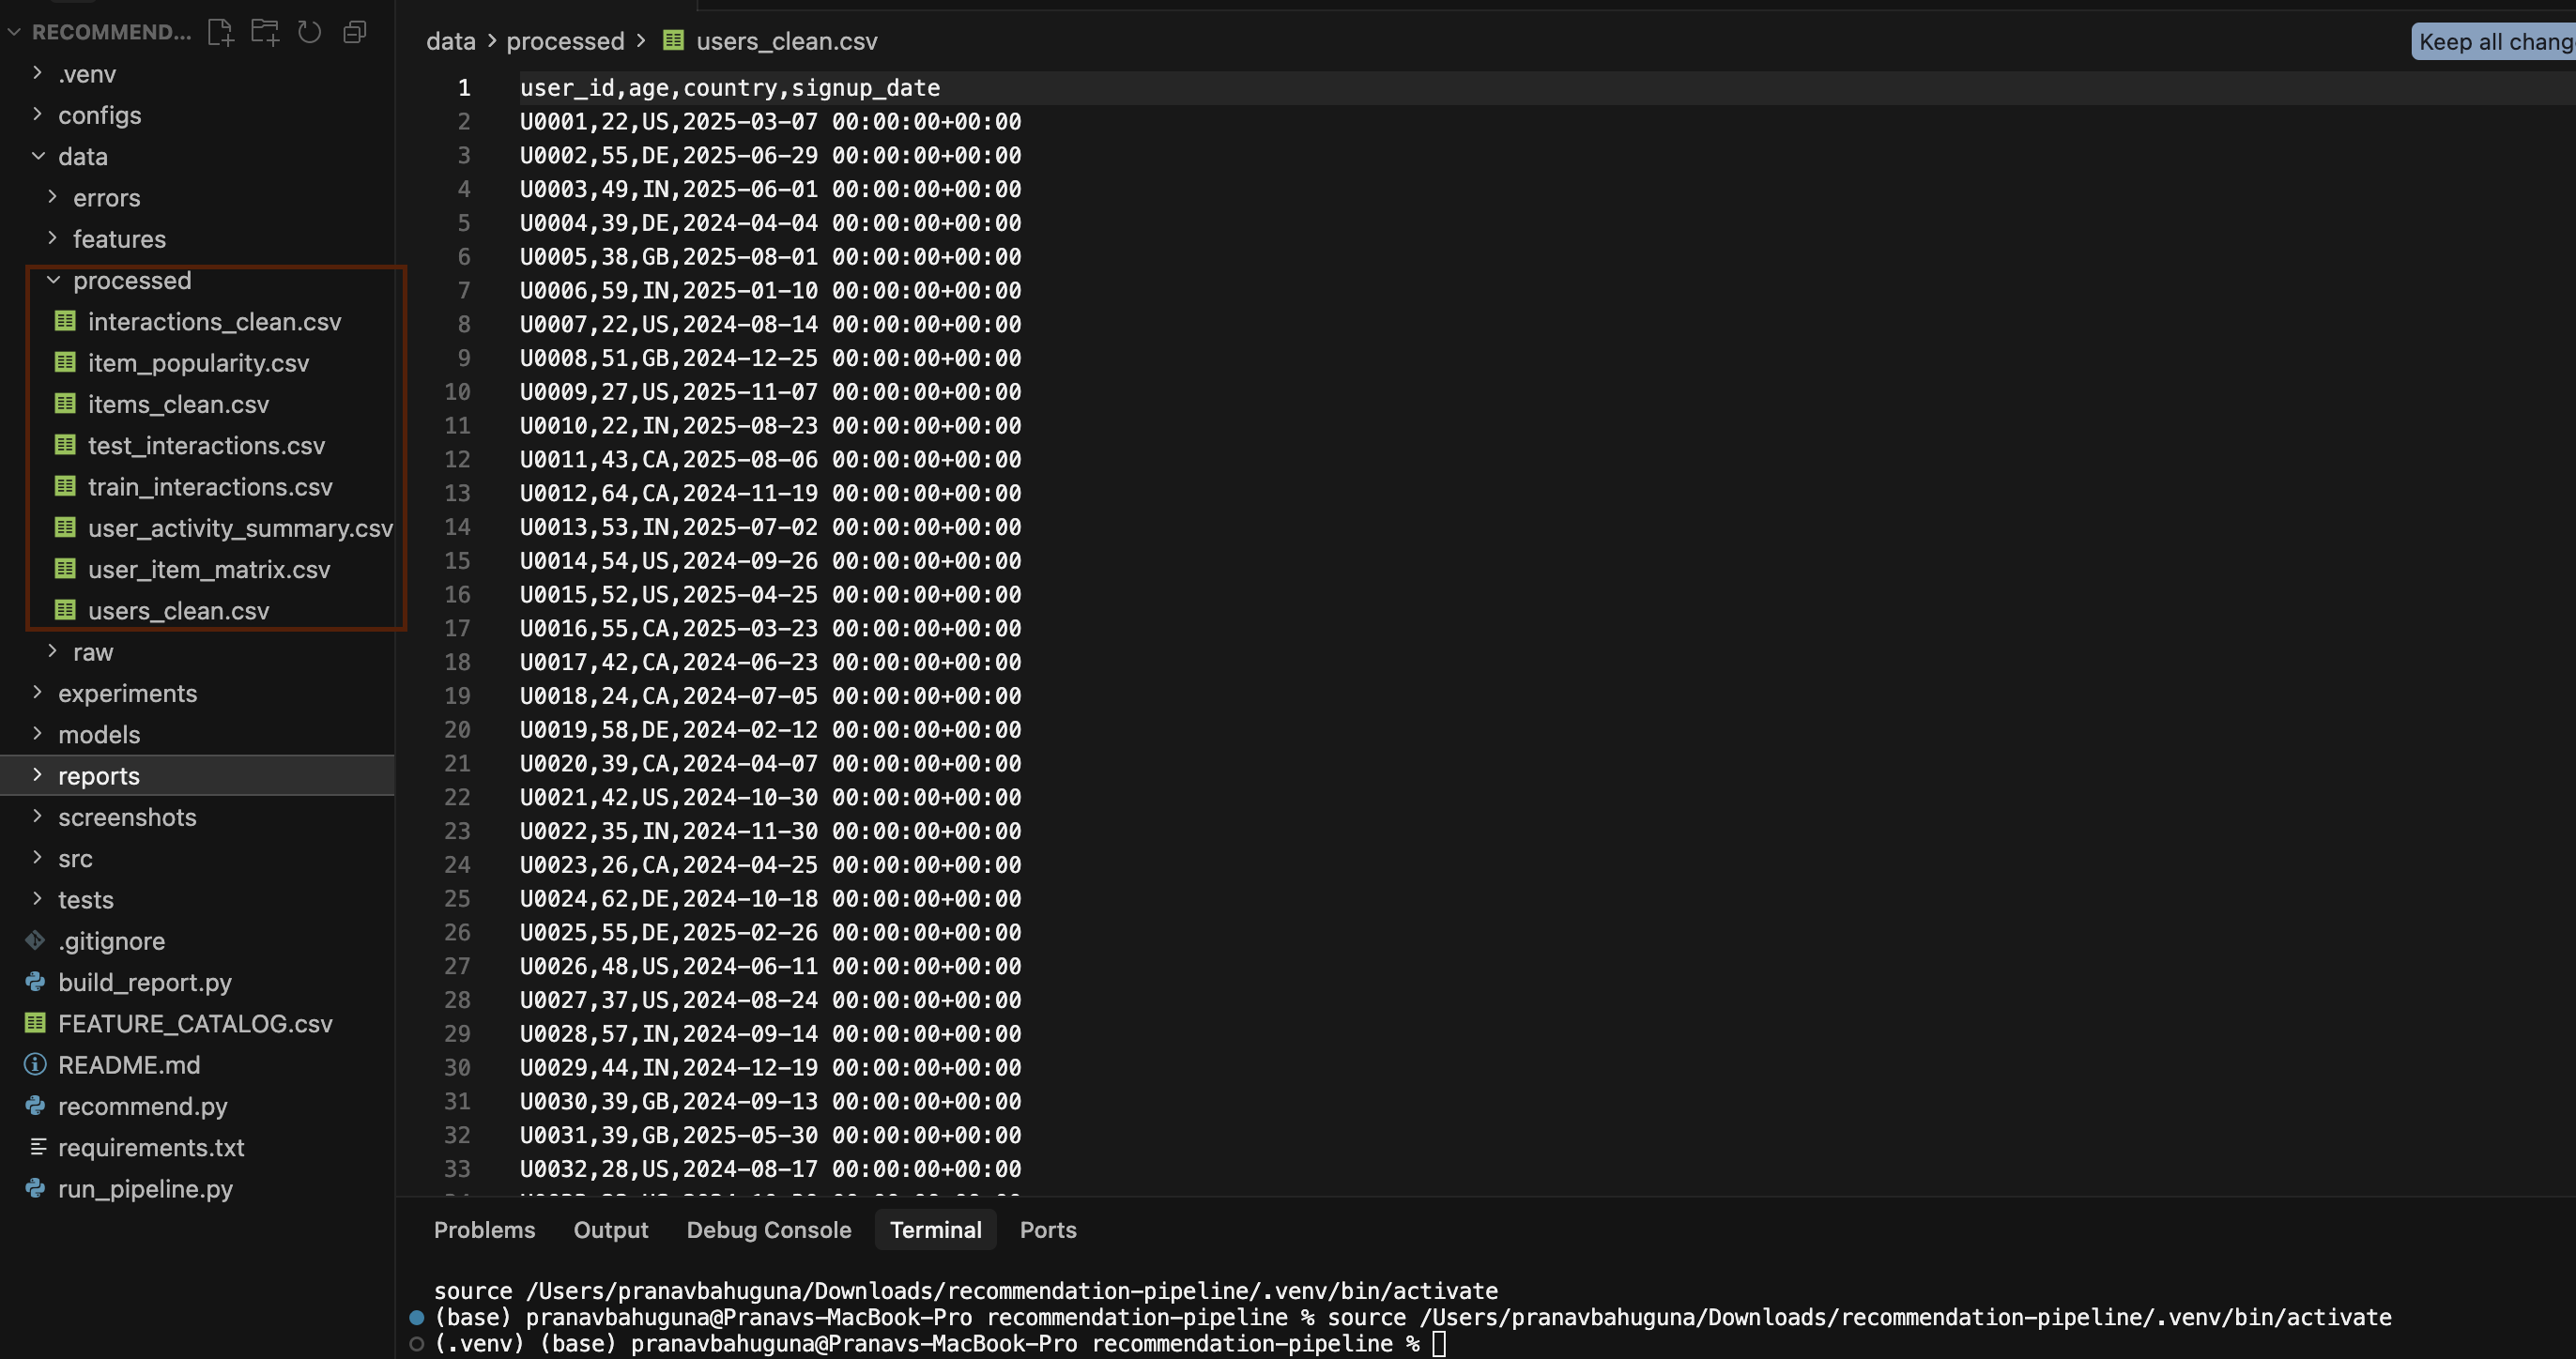 RECOMMEND...
.venv
configs
data
errors
features
processed
interactions_clean.csv
item_popularity.csv
items_clean.csv
test_interactions.csv
train_interactions.csv
user_activity_summary.csv
user_item_matrix.csv
users_clean.csv
raw
experiments
models
reports
screenshots
src
tests
.gitignore
build_report.py
FEATURE_CATALOG.csv
README.md
recommend.py
requirements.txt
run_pipeline.py
data > processed > users_clean.csv
Keep all chang
1 user_id,age,country,signup_date
2 U0001,22,US,2025-03-07 00:00:00+00:00
3 U0002,55,DE,2025-06-29 00:00:00+00:00
4 U0003,49,IN,2025-06-01 00:00:00+00:00
5 U0004,39,DE,2024-04-04 00:00:00+00:00
6 U0005,38,GB,2025-08-01 00:00:00+00:00
7 U0006,59,IN,2025-01-10 00:00:00+00:00
8 U0007,22,US,2024-08-14 00:00:00+00:00
9 U0008,51,GB,2024-12-25 00:00:00+00:00
10 U0009,27,US,2025-11-07 00:00:00+00:00
11 U0010,22,IN,2025-08-23 00:00:00+00:00
12 U0011,43,CA,2025-08-06 00:00:00+00:00
13 U0012,64,CA,2024-11-19 00:00:00+00:00
14 U0013,53,IN,2025-07-02 00:00:00+00:00
15 U0014,54,US,2024-09-26 00:00:00+00:00
16 U0015,52,US,2025-04-25 00:00:00+00:00
17 U0016,55,CA,2025-03-23 00:00:00+00:00
18 U0017,42,CA,2024-06-23 00:00:00+00:00
19 U0018,24,CA,2024-07-05 00:00:00+00:00
20 U0019,58,DE,2024-02-12 00:00:00+00:00
21 U0020,39,CA,2024-04-07 00:00:00+00:00
22 U0021,42,US,2024-10-30 00:00:00+00:00
23 U0022,35,IN,2024-11-30 00:00:00+00:00
24 U0023,26,CA,2024-04-25 00:00:00+00:00
25 U0024,62,DE,2024-10-18 00:00:00+00:00
26 U0025,55,DE,2025-02-26 00:00:00+00:00
27 U0026,48,US,2024-06-11 00:00:00+00:00
28 U0027,37,US,2024-08-24 00:00:00+00:00
29 U0028,57,IN,2024-09-14 00:00:00+00:00
30 U0029,44,IN,2024-12-19 00:00:00+00:00
31 U0030,39,GB,2024-09-13 00:00:00+00:00
32 U0031,39,GB,2025-05-30 00:00:00+00:00
33 U0032,28,US,2024-08-17 00:00:00+00:00
Problems Output Debug Console Terminal Ports
source /Users/pranavbahuguna/Downloads/recommendation-pipeline/.venv/bin/activate
(base) pranavbahuguna@Pranavs-MacBook-Pro recommendation-pipeline % source /Users/pranavbahuguna/Downloads/recommendation-pipeline/.venv/bin/activate
(.venv) (base) pranavbahuguna@Pranavs-MacBook-Pro recommendation-pipeline %